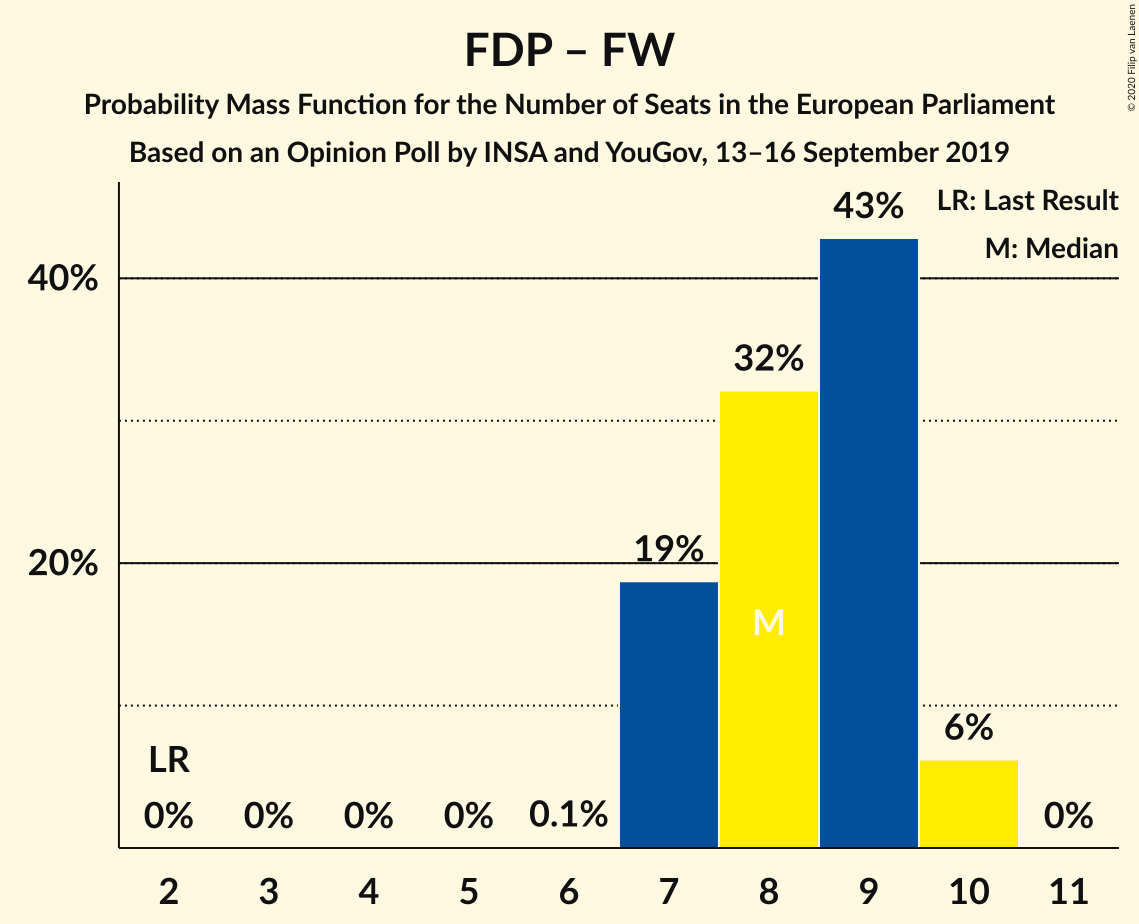 FDP – FW
Probability Mass Function for the Number of Seats in the European Parliament
Based on an Opinion Poll by INSA and YouGov, 13–16 September 2019
© 2020 Filip van Laenen
LR: Last Result
M: Median
43%
40%
32%
20%
19%
M
6%
LR
0%
0%
0%
0%
0.1%
0%
2
3
4
5
6
7
8
9
10
11